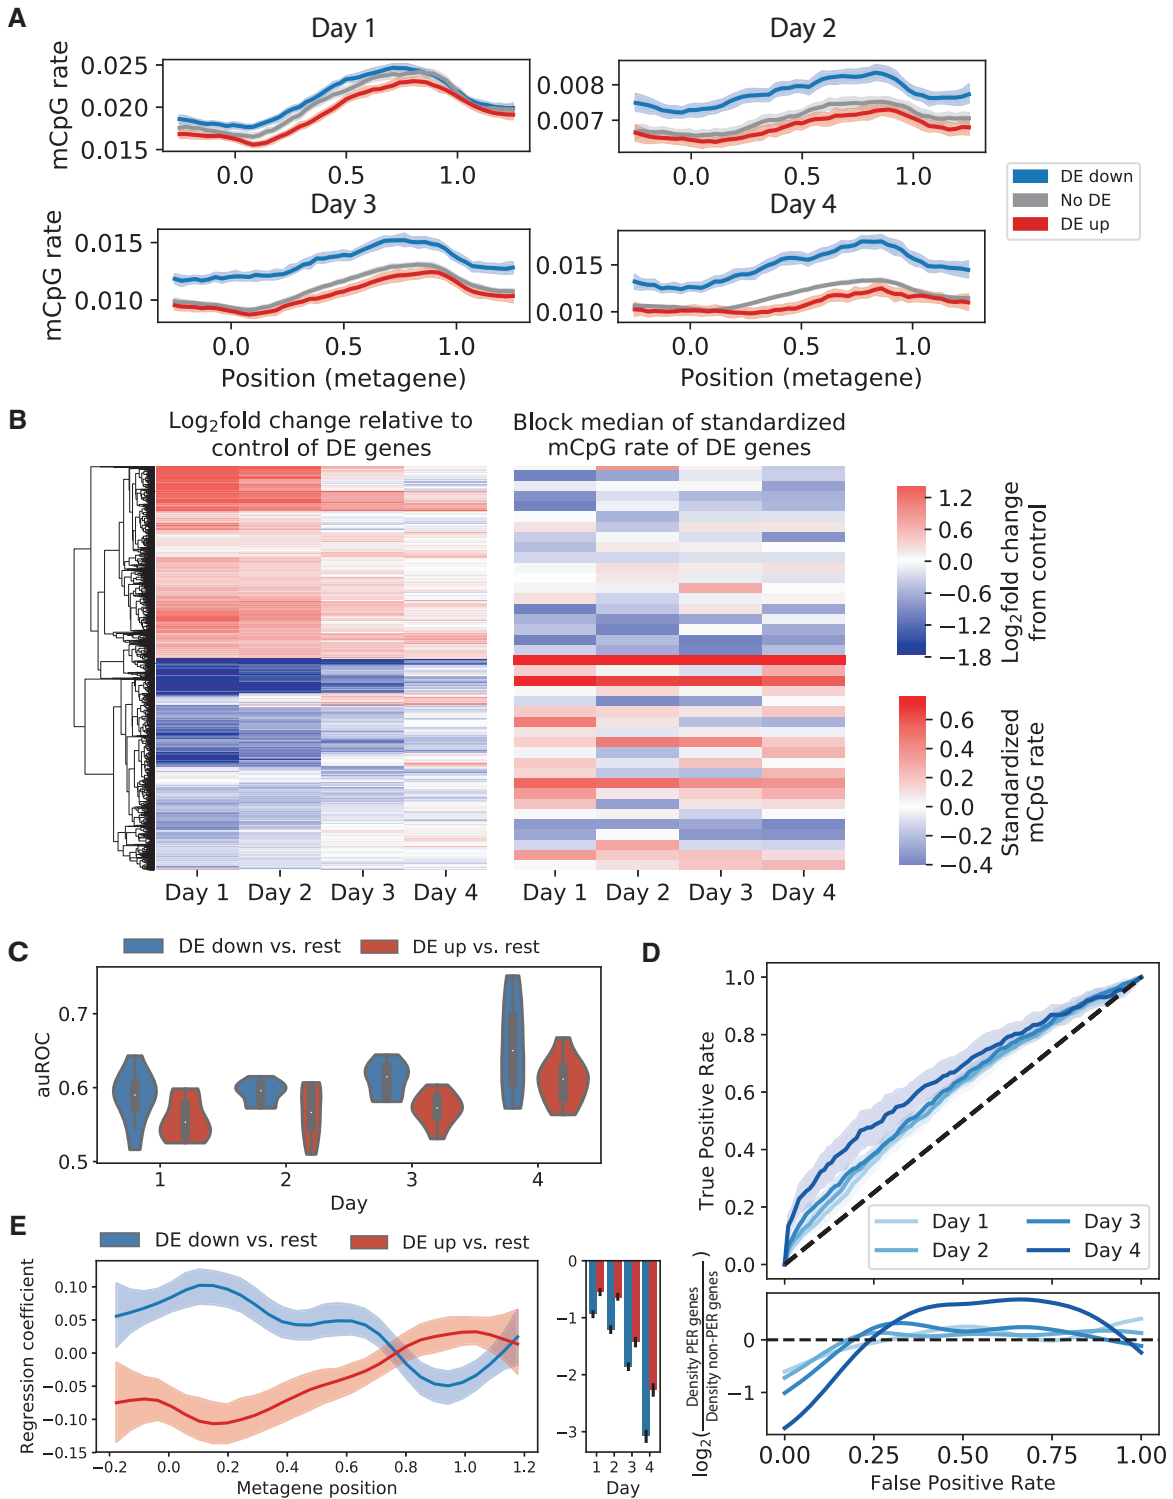 A
Day 1
Day 2
mCpG rate
0.025
0.020
0.015
0.0
0.5
1.0
0.008
0.007
0.0
0.5
1.0
DE down
No DE
DE up
Day 3
Day 4
mCpG rate
0.015
0.010
0.0
0.5
1.0
Position (metagene)
0.015
0.010
0.0
0.5
1.0
Position (metagene)
B
Log2fold change relative to
control of DE genes
Block median of standardized
mCpG rate of DE genes
Day 1
Day 2
Day 3
Day 4
Day 1
Day 2
Day 3
Day 4
1.2
0.6
0.0
−0.6
−1.2
−1.8
Log2fold change
from control
0.6
0.4
0.2
0.0
−0.2
−0.4
Standardized
mCpG rate
C
DE down vs. rest
DE up vs. rest
auROC
0.7
0.6
0.5
1
2
3
4
Day
D
True Positive Rate
1.0
0.8
0.6
0.4
0.2
0.0
Day 1
Day 2
Day 3
Day 4
log2(Density PER genes
Density non-PER genes)
0
−1
0.00
0.25
0.50
0.75
1.00
False Positive Rate
E
DE down vs. rest
DE up vs. rest
Regression coefficient
0.10
0.05
0.00
−0.05
−0.10
−0.15
−0.2
0.0
0.2
0.4
0.6
0.8
1.0
1.2
Metagene position
0
−1
−2
−3
1
2
3
4
Day